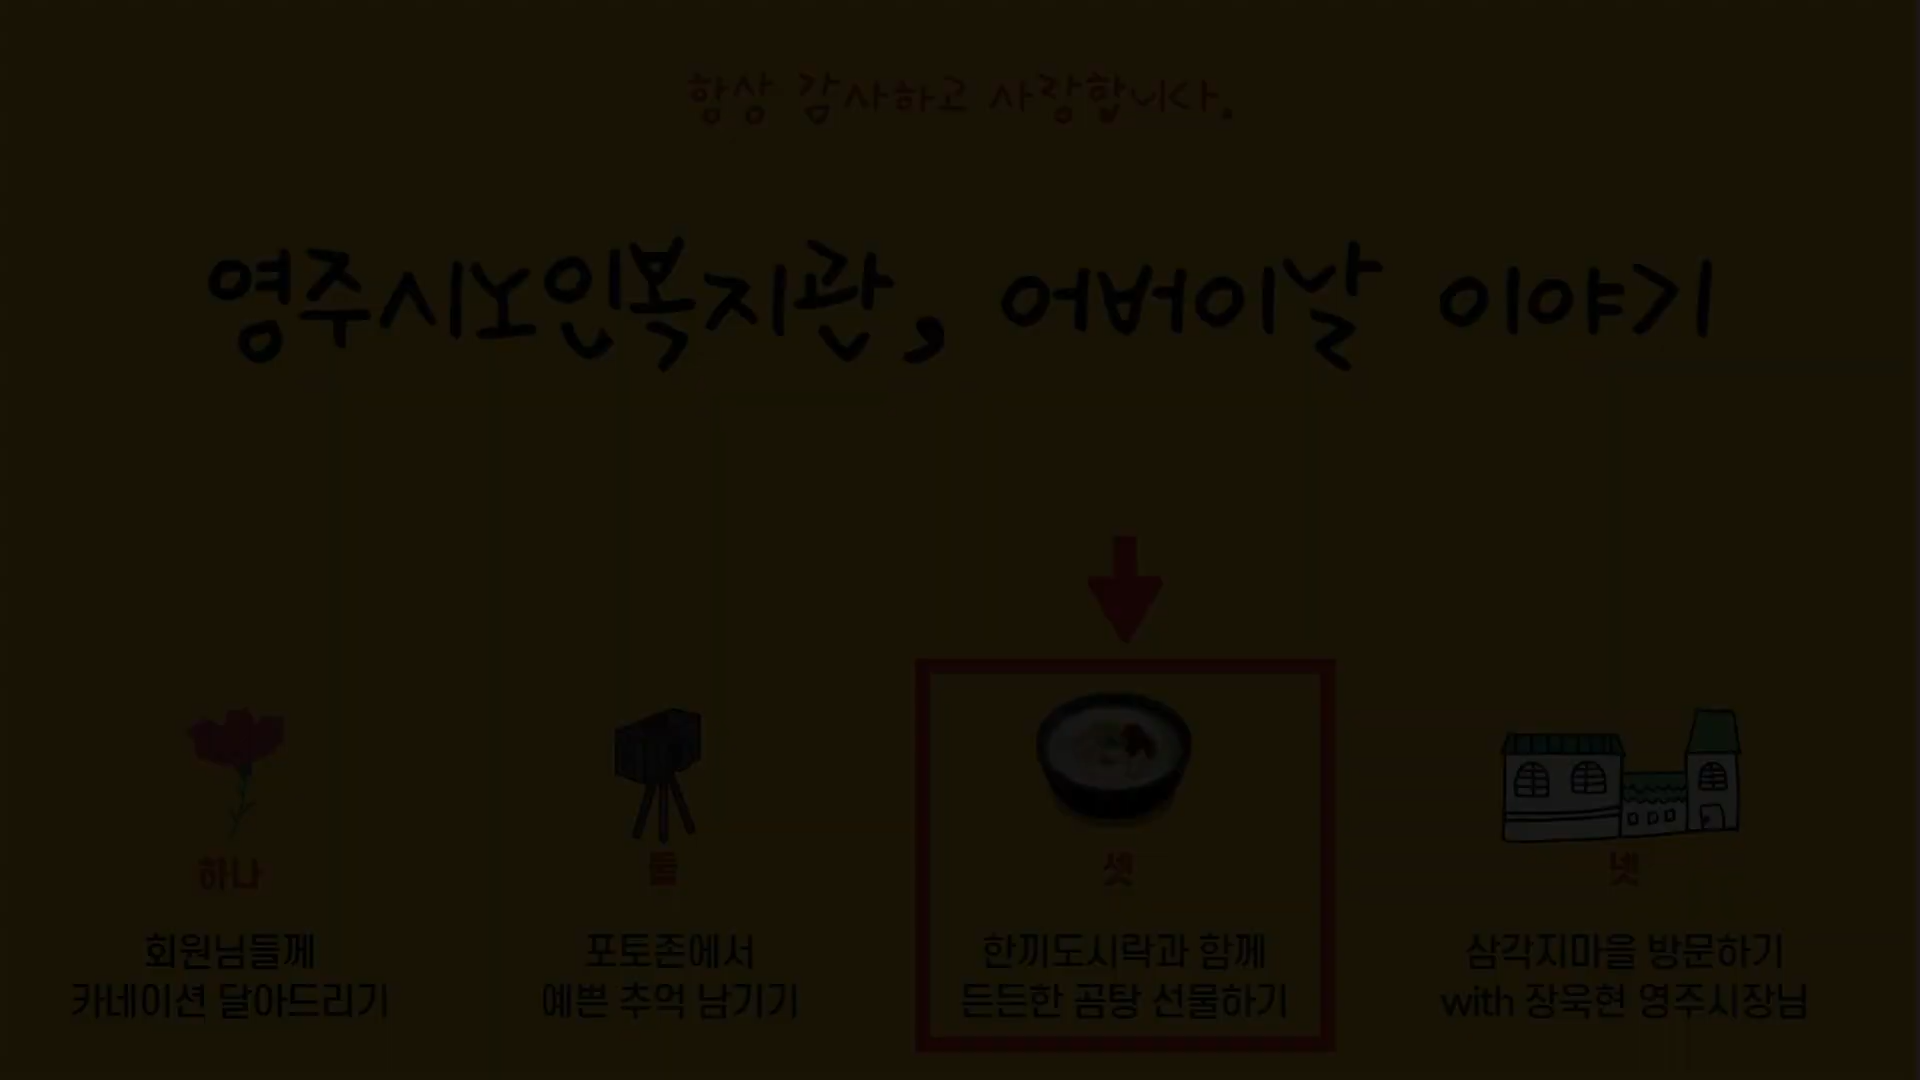 항상 감사하고 사랑합니다.
영주시노인복지관, 어버이날 이야기
하나
회원님들께
카네이션 달아드리기
둘
포토존에서
예쁜 추억 남기기
셋
한끼도시락과 함께
든든한 곰탕 선물하기
넷
삼각지마을 방문하기
with 장욱현 영주시장님